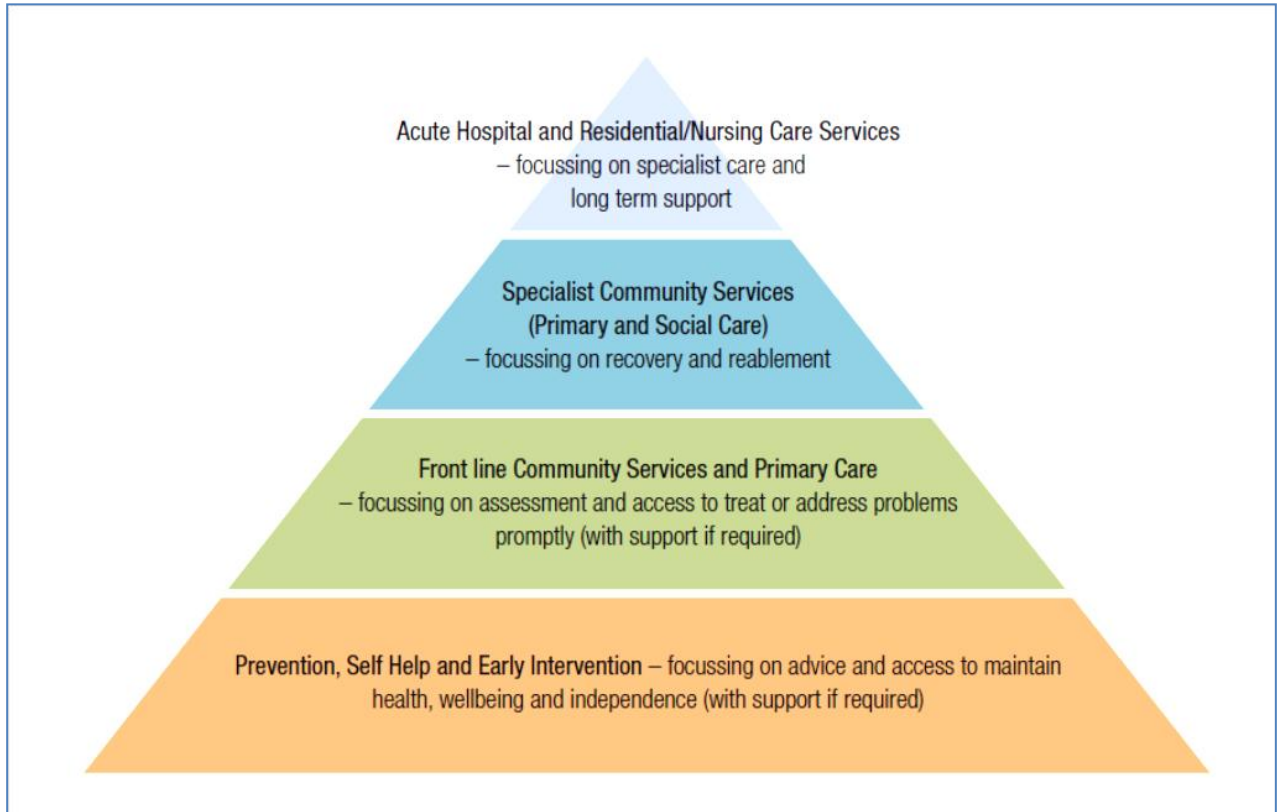 Acute Hospital and Residential/Nursing Care Services
– focussing on specialist care and
long term support
Specialist Community Services
(Primary and Social Care)
– focussing on recovery and reablement
Front line Community Services and Primary Care
– focussing on assessment and access to treat or address problems
promptly (with support if required)
Prevention, Self Help and Early Intervention – focussing on advice and access to maintain
health, wellbeing and independence (with support if required)